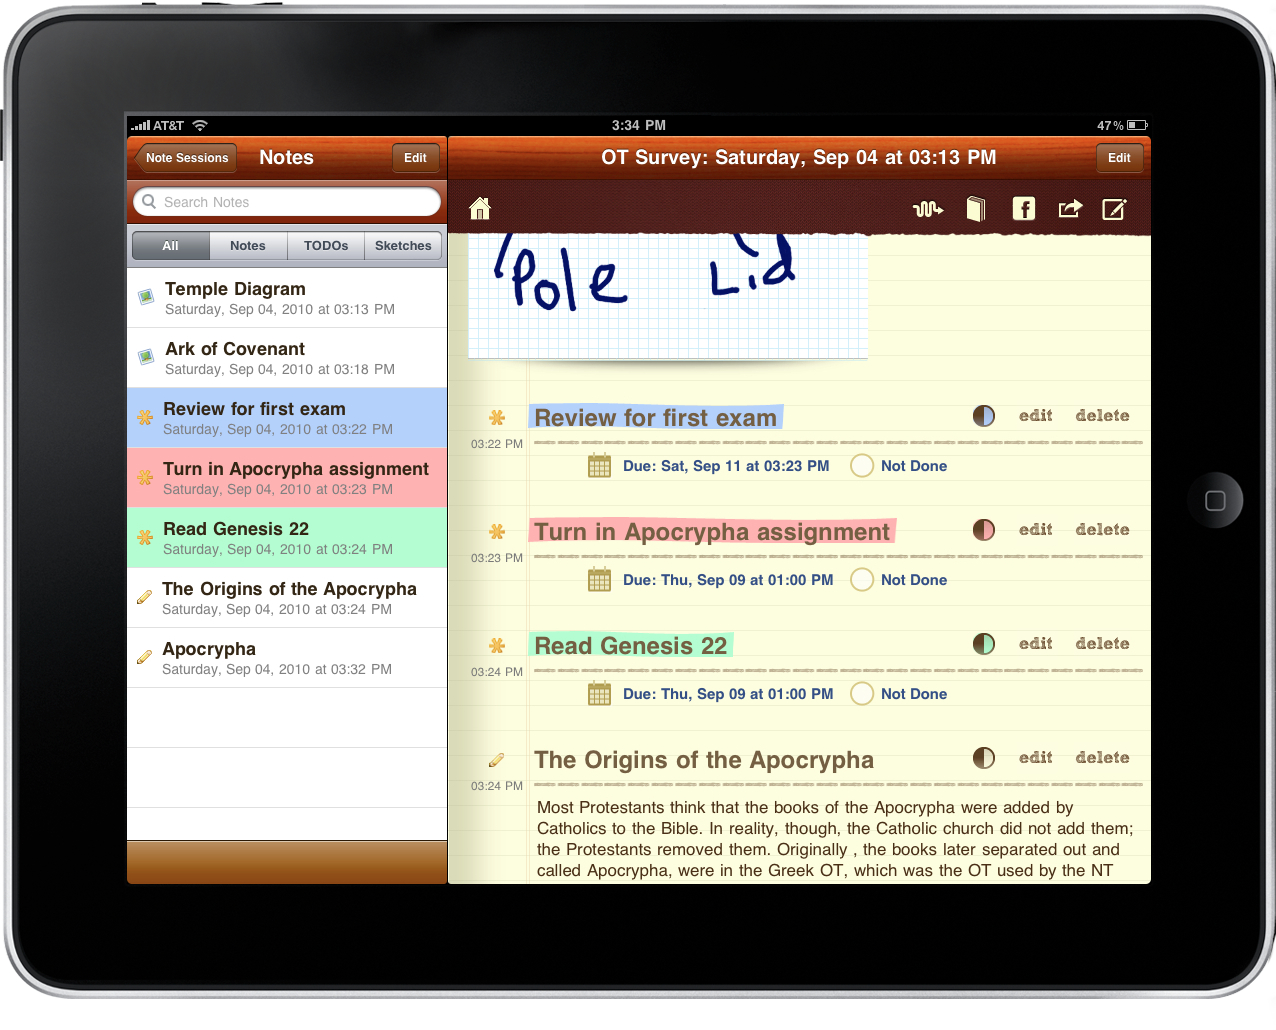 AT&T
3:34 PM
47%
Note Sessions
Notes
Edit
OT Survey: Saturday, Sep 04 at 03:13 PM
Edit
Search Notes
All
Notes
TODOs
Sketches
Temple Diagram
Saturday, Sep 04, 2010 at 03:13 PM
Ark of Covenant
Saturday, Sep 04, 2010 at 03:18 PM
Review for first exam
Saturday, Sep 04, 2010 at 03:22 PM
Turn in Apocrypha assignment
Saturday, Sep 04, 2010 at 03:23 PM
Read Genesis 22
Saturday, Sep 04, 2010 at 03:24 PM
The Origins of the Apocrypha
Saturday, Sep 04, 2010 at 03:24 PM
Apocrypha
Saturday, Sep 04, 2010 at 03:32 PM
f
Pole Lid
Review for first exam
edit
delete
03:22 PM
Due: Sat, Sep 11 at 03:23 PM
Not Done
Turn in Apocrypha assignment
edit
delete
03:23 PM
Due: Thu, Sep 09 at 01:00 PM
Not Done
Read Genesis 22
edit
delete
03:24 PM
Due: Thu, Sep 09 at 01:00 PM
Not Done
The Origins of the Apocrypha
edit
delete
03:24 PM
Most Protestants think that the books of the Apocrypha were added by
Catholics to the Bible. In reality, though, the Catholic church did not add them;
the Protestants removed them. Originally , the books later separated out and
called Apocrypha, were in the Greek OT, which was the OT used by the NT